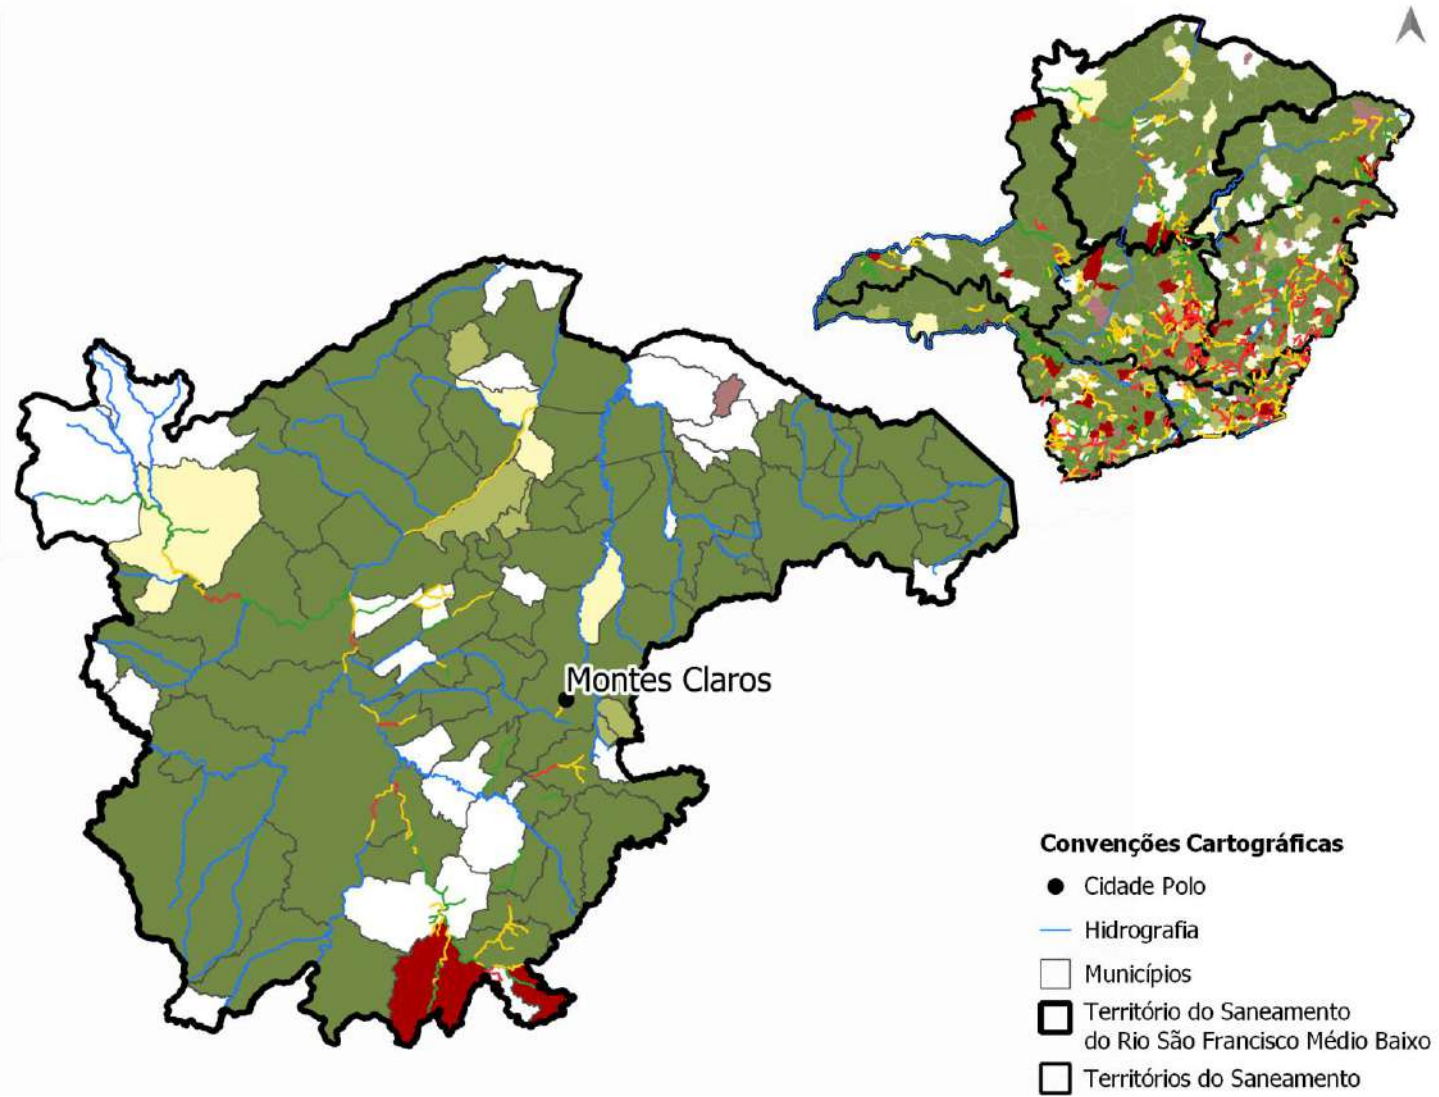 Montes Claros
Convenções Cartográficas
Cidade Polo
Hidrografia
Municípios
Território do Saneamento
do Rio São Francisco Médio Baixo
Territórios do Saneamento